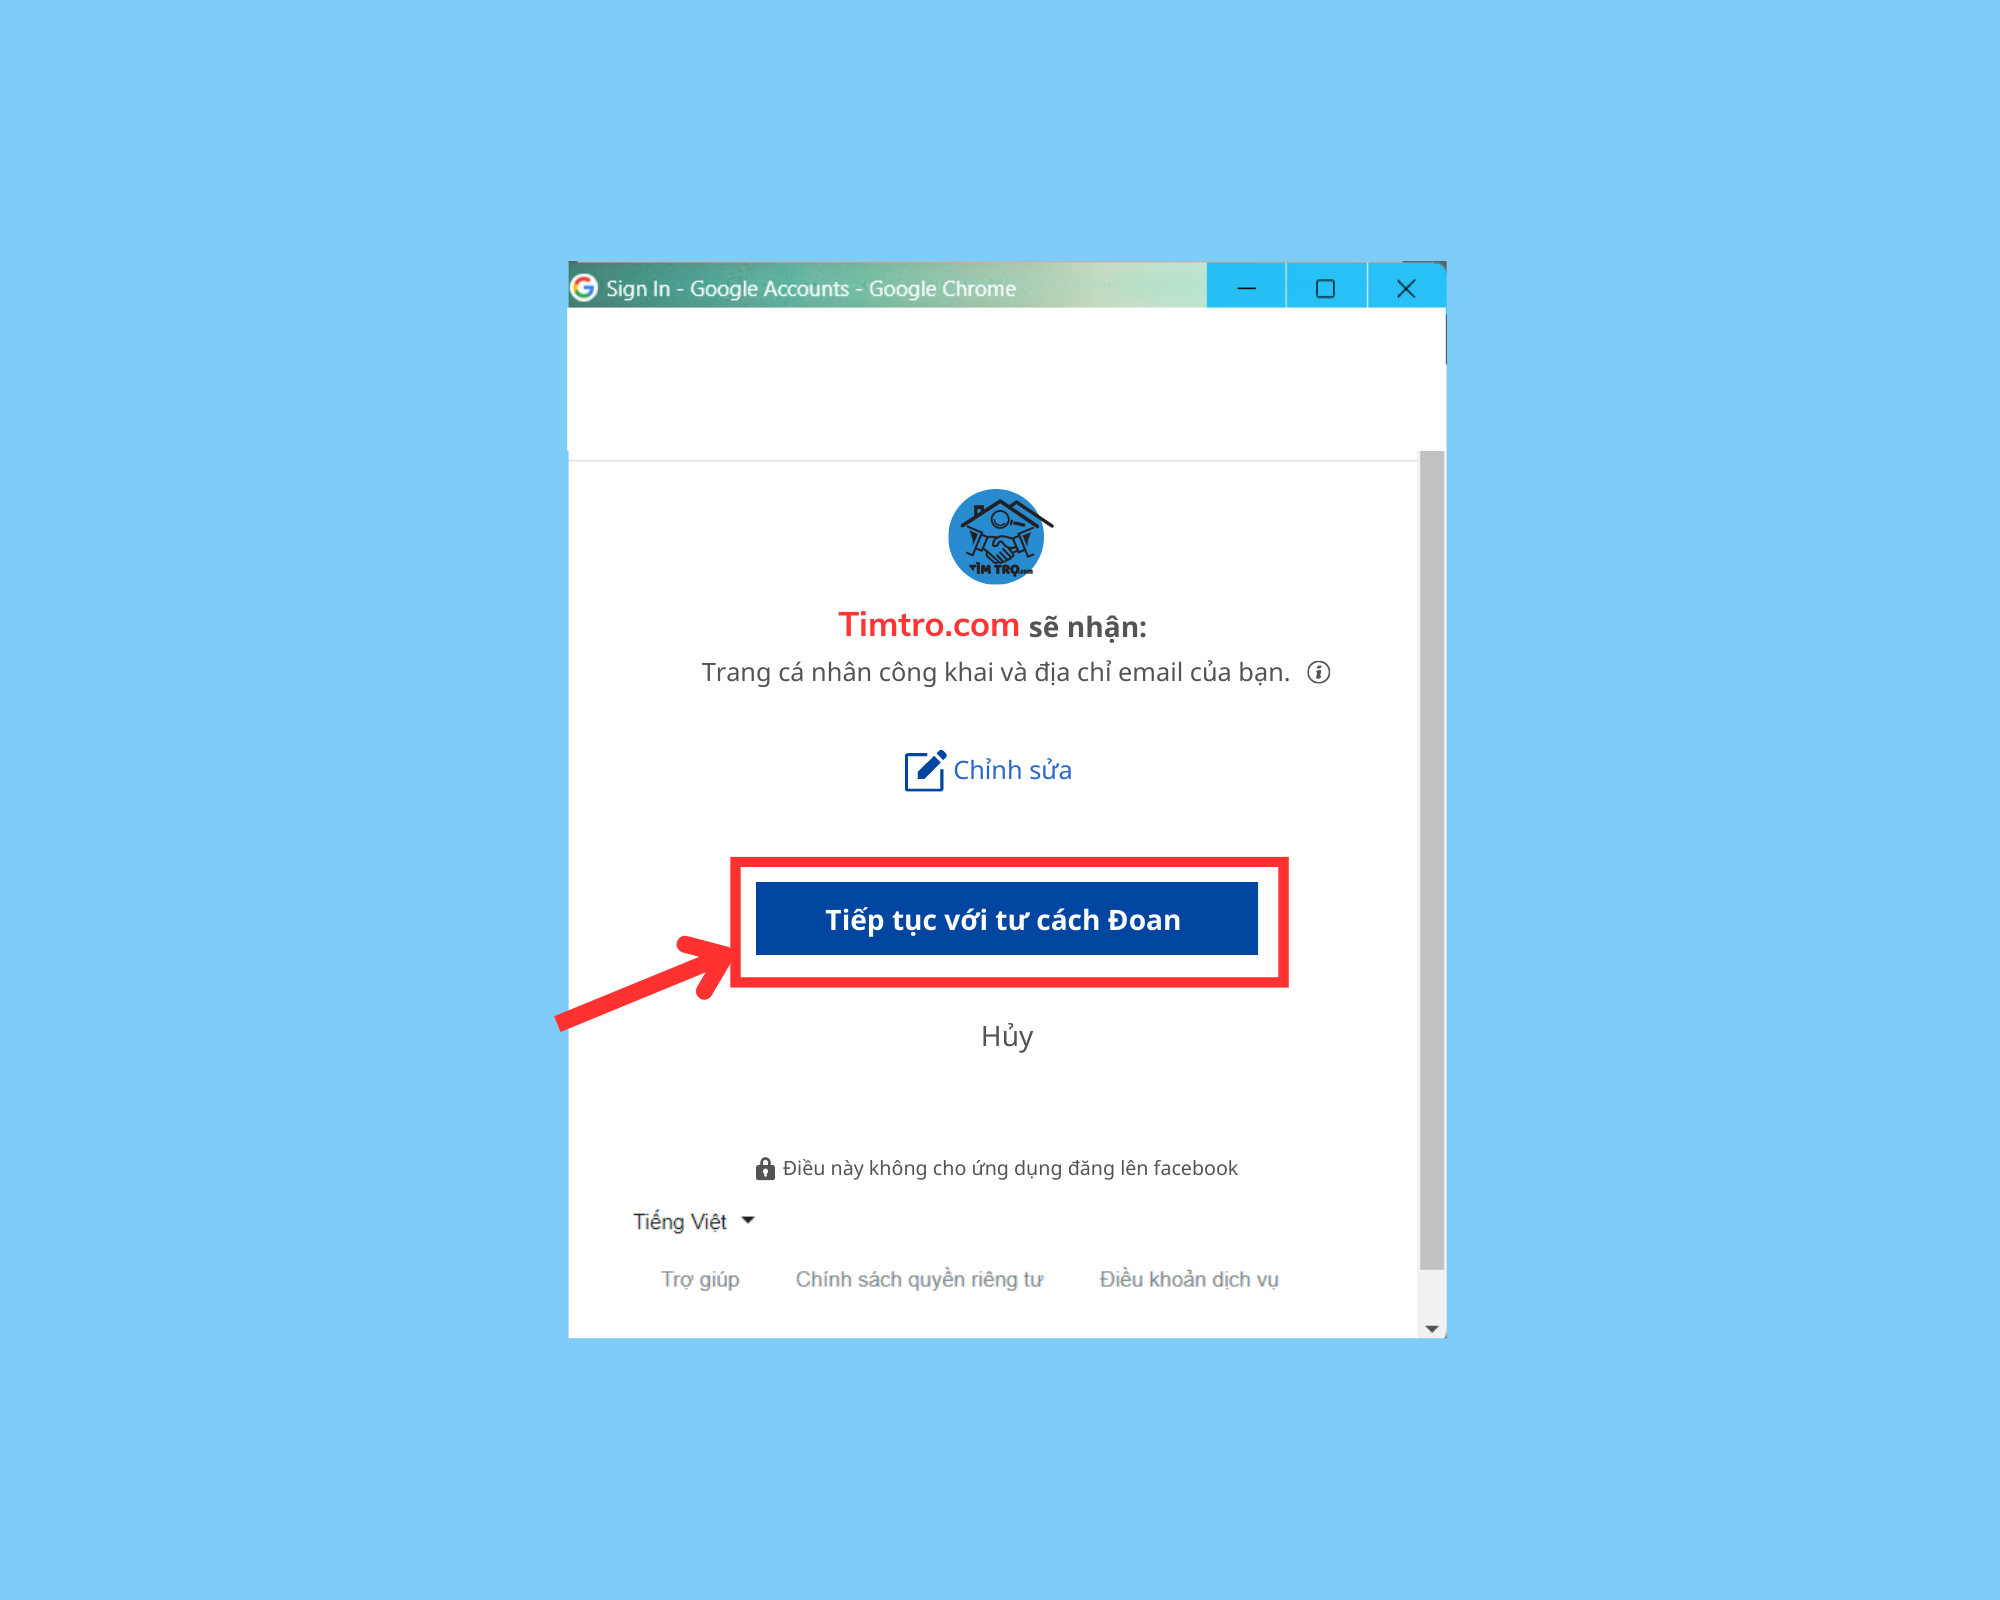 Sign In - Google Accounts - Google Chrome
TÌM TRỌ.com
Timtro.com sẽ nhận:
Trang cá nhân công khai và địa chỉ email của bạn.
Chỉnh sửa
Tiếp tục với tư cách Đoan
Hủy
Điều này không cho ứng dụng đăng lên facebook
Tiếng Việt
Trợ giúp Chính sách quyền riêng tư Điều khoản dịch vụ